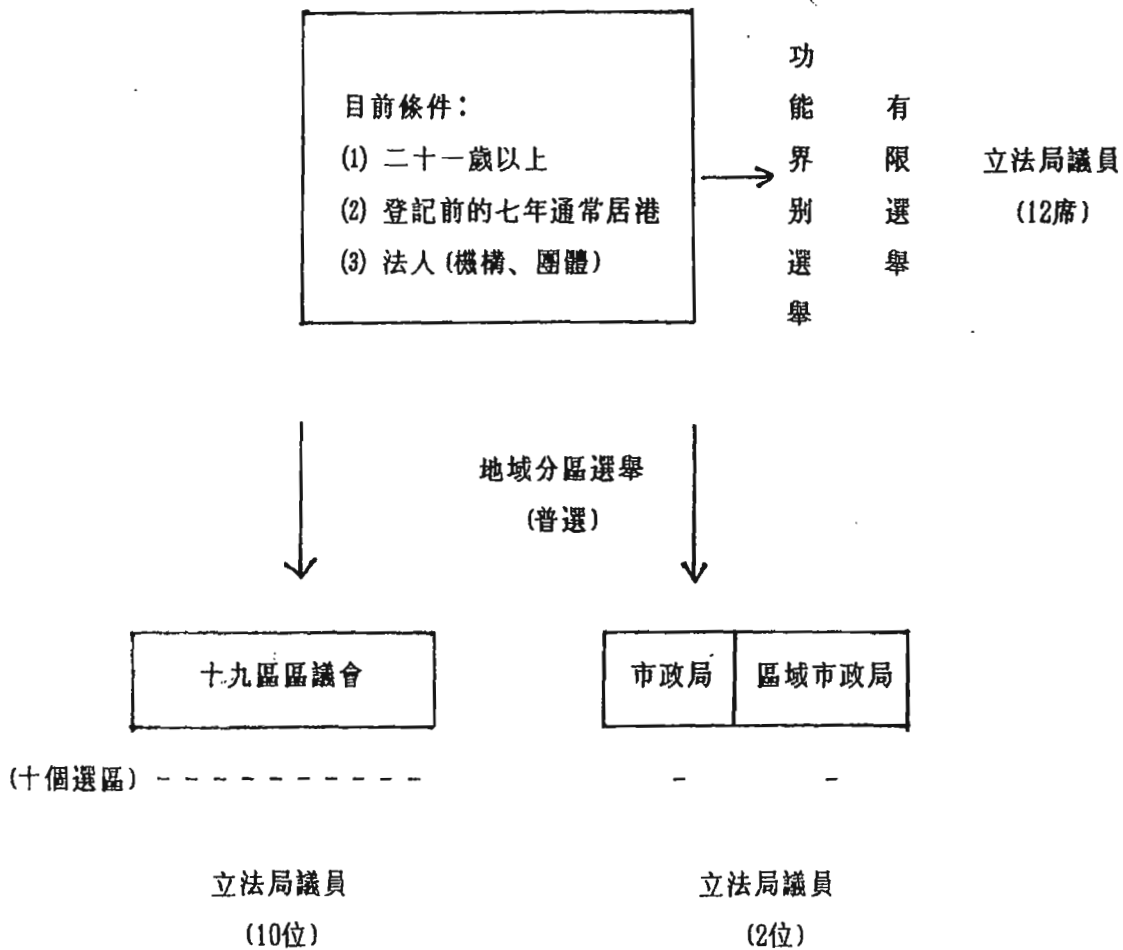 目前條件：
(1) 二十一歲以上
(2) 登記前的七年通常居港
(3) 法人 (機構、團體)
功能界別選舉
有限選舉
立法局議員
(12席)
地域分區選舉
(普選)
十九區區議會
市政局
區域市政局
(十個選區)
立法局議員
(10位)
立法局議員
(2位)